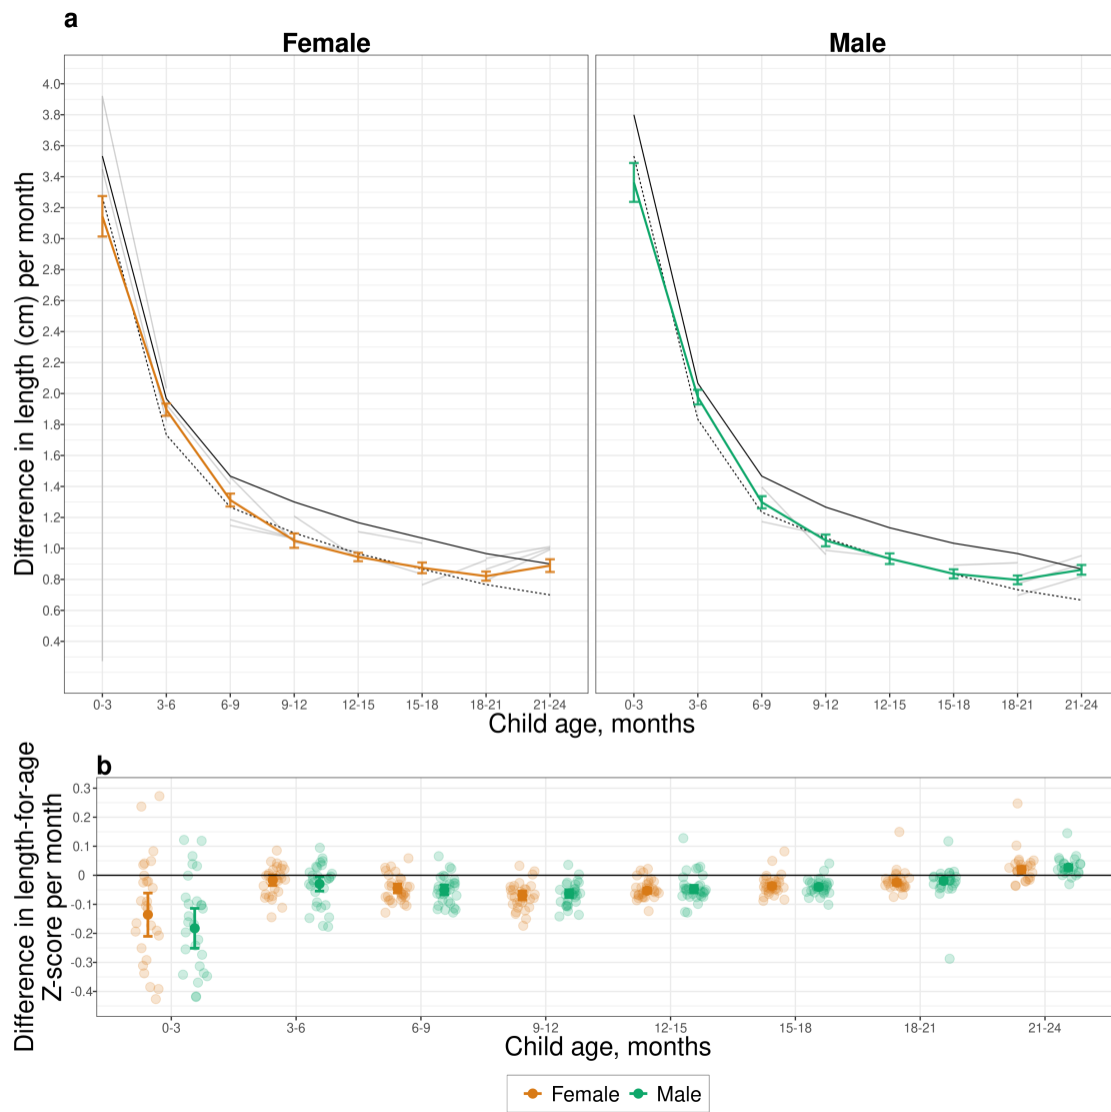 a
Female Male
Difference in length (cm) per month
4.0
3.8
3.6
3.4
3.2
3.0
2.8
2.6
2.4
2.2
2.0
1.8
1.6
1.4
1.2
1.0
0.8
0.6
0.4
0-3 3-6 6-9 9-12 12-15 15-18 18-21 21-24 0-3 3-6 6-9 9-12 12-15 15-18 18-21 21-24
Child age, months
b
Difference in length-for-age
Z-score per month
0.3
0.2
0.1
0
-0.1
-0.2
-0.3
-0.4
0-3 3-6 6-9 9-12 12-15 15-18 18-21 21-24
Child age, months
Female Male